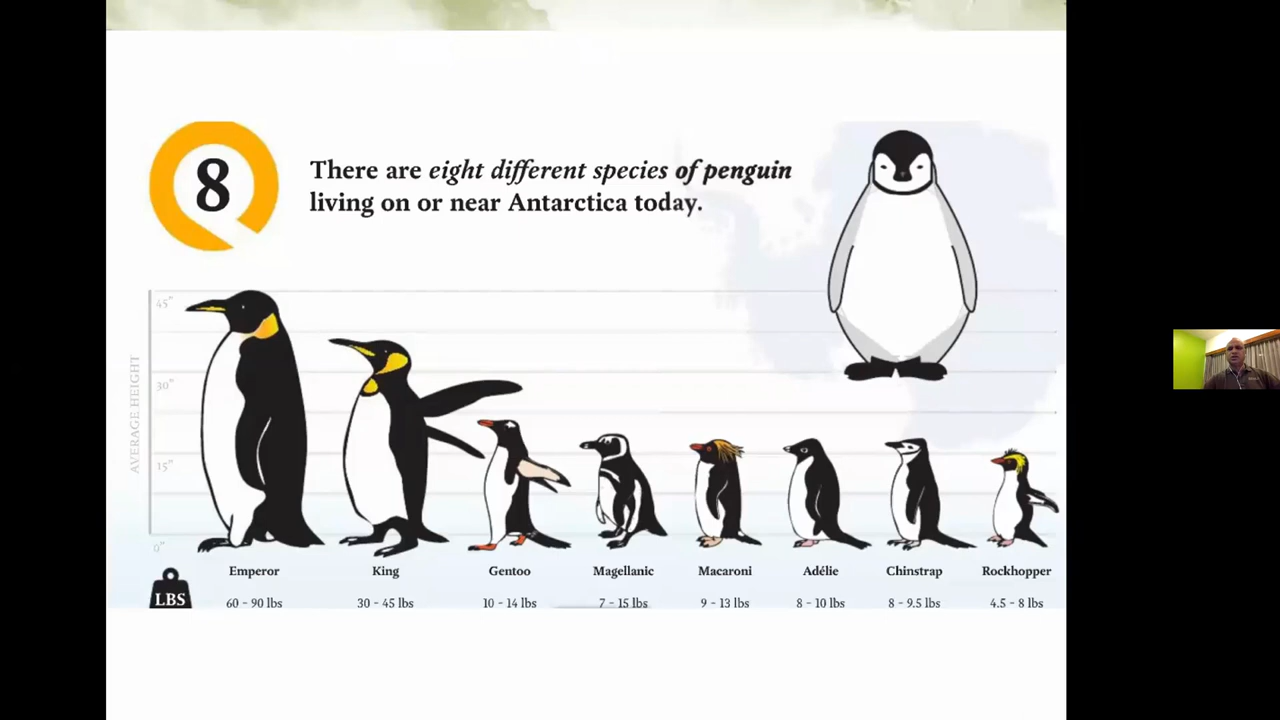 8
There are eight different species of penguin
living on or near Antarctica today.
AVERAGE HEIGHT
45"
30"
15"
0"
Emperor King Gentoo Magellanic Macaroni Adélie Chinstrap Rockhopper
LBS 60 - 90 lbs 30 - 45 lbs 10 - 14 lbs 7 - 15 lbs 9 - 13 lbs 8 - 10 lbs 8 - 9.5 lbs 4.5 - 8 lbs